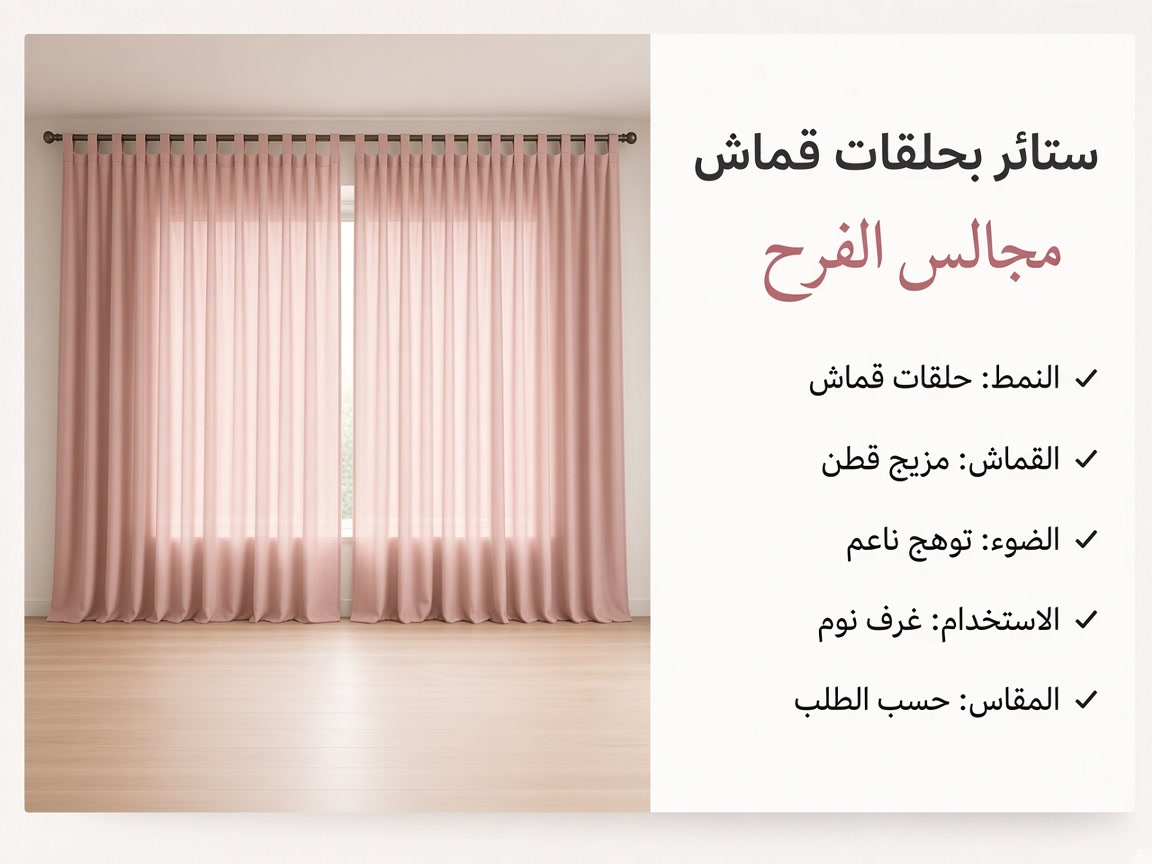 ستائر بحلقات قماش
مجالس الفرح
✓ النمط: حلقات قماش
✓ القماش: مزيج قطن
✓ الضوء: توهج ناعم
✓ الاستخدام: غرف نوم
✓ المقاس: حسب الطلب